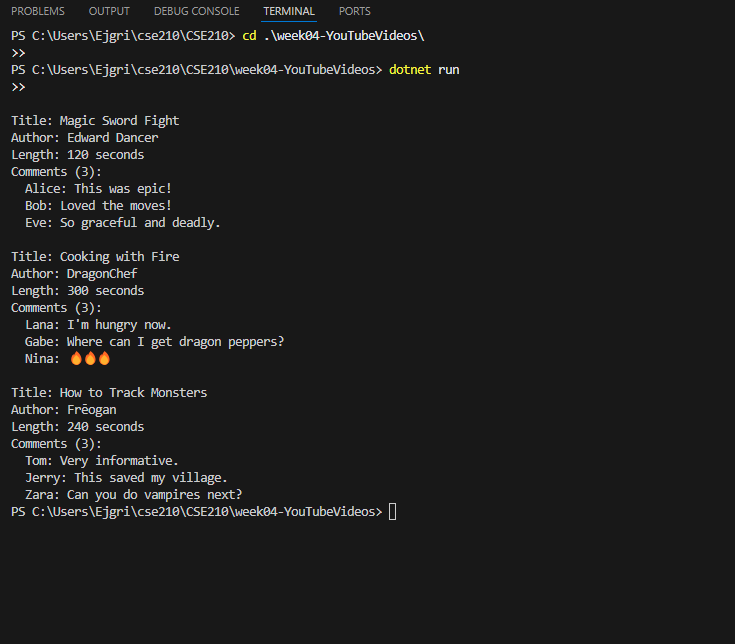 PROBLEMS OUTPUT DEBUG CONSOLE TERMINAL PORTS
PS C:\Users\Ejgri\cse210\CSE210> cd .\week04-YouTubeVideos\
>>
PS C:\Users\Ejgri\cse210\CSE210\week04-YouTubeVideos> dotnet run
>>

Title: Magic Sword Fight
Author: Edward Dancer
Length: 120 seconds
Comments (3):
  Alice: This was epic!
  Bob: Loved the moves!
  Eve: So graceful and deadly.

Title: Cooking with Fire
Author: DragonChef
Length: 300 seconds
Comments (3):
  Lana: I'm hungry now.
  Gabe: Where can I get dragon peppers?
  Nina: 🔥🔥🔥

Title: How to Track Monsters
Author: Frēogan
Length: 240 seconds
Comments (3):
  Tom: Very informative.
  Jerry: This saved my village.
  Zara: Can you do vampires next?
PS C:\Users\Ejgri\cse210\CSE210\week04-YouTubeVideos>